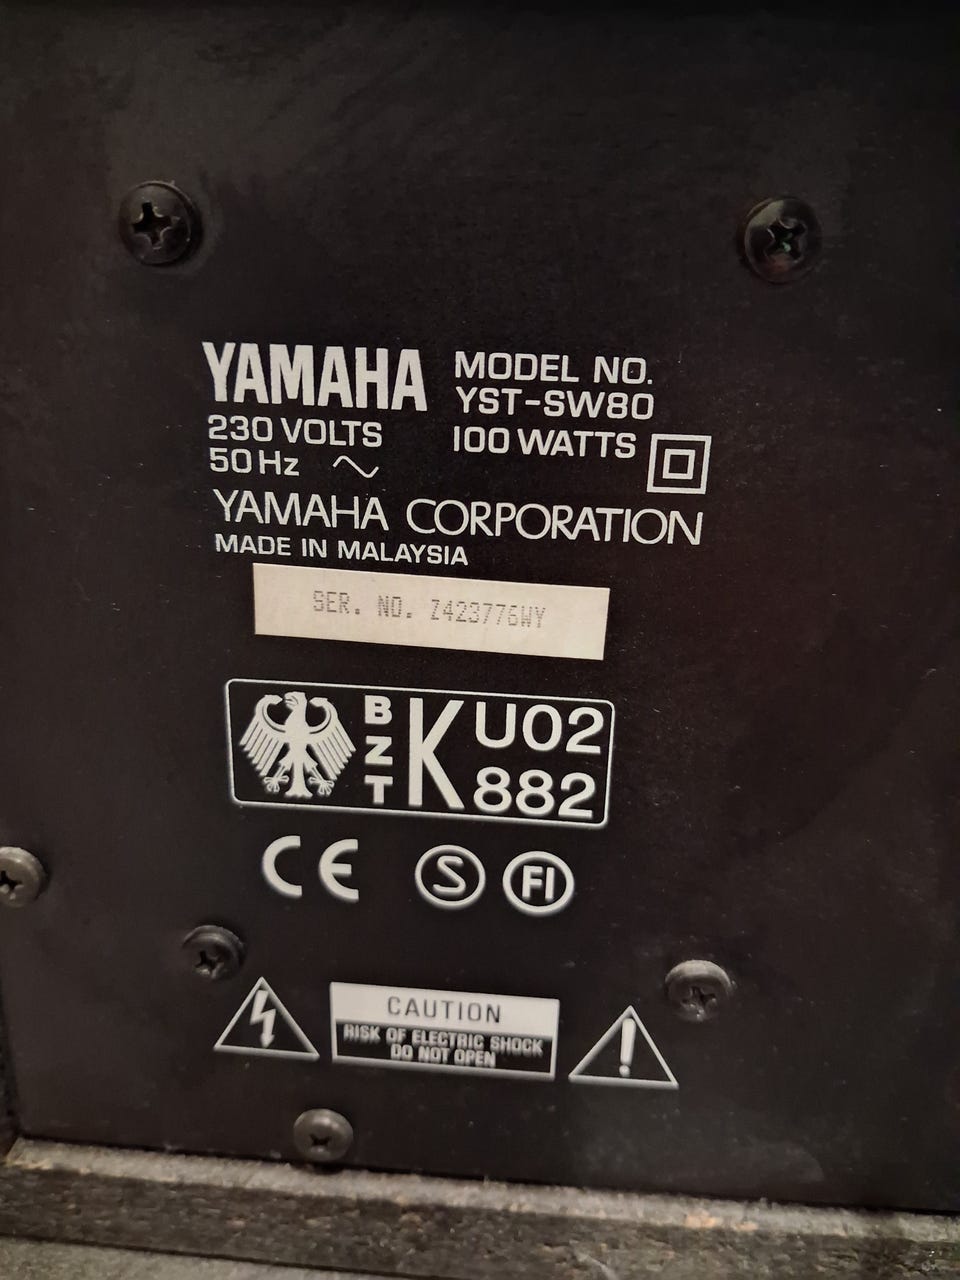 YAMAHA
MODEL NO.
YST-SW80
230 VOLTS
100 WATTS
50 Hz
YAMAHA CORPORATION
MADE IN MALAYSIA
SER. NO. Z423776WY
BZT K U02
882
CE S FI
CAUTION
RISK OF ELECTRIC SHOCK
DO NOT OPEN